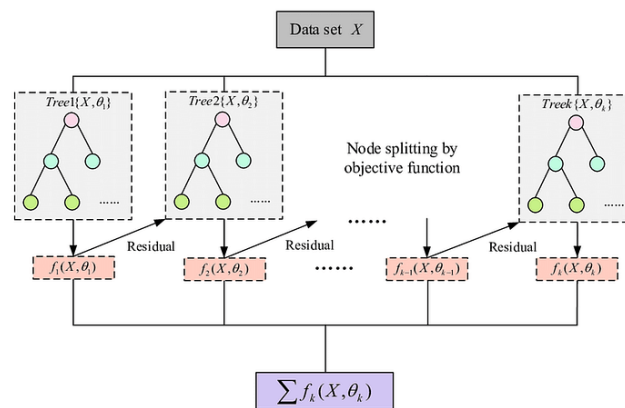 Data set X
Tree1{X,θ₁}
Tree2{X,θ₂}
Treek{X,θₖ}
Node splitting by
objective function
......
......
......
......
Residual
Residual
Residual
f₁(X,θ₁)
f₂(X,θ₂)
......
fₖ₋₁(X,θₖ₋₁)
fₖ(X,θₖ)
∑ fₖ(X,θₖ)